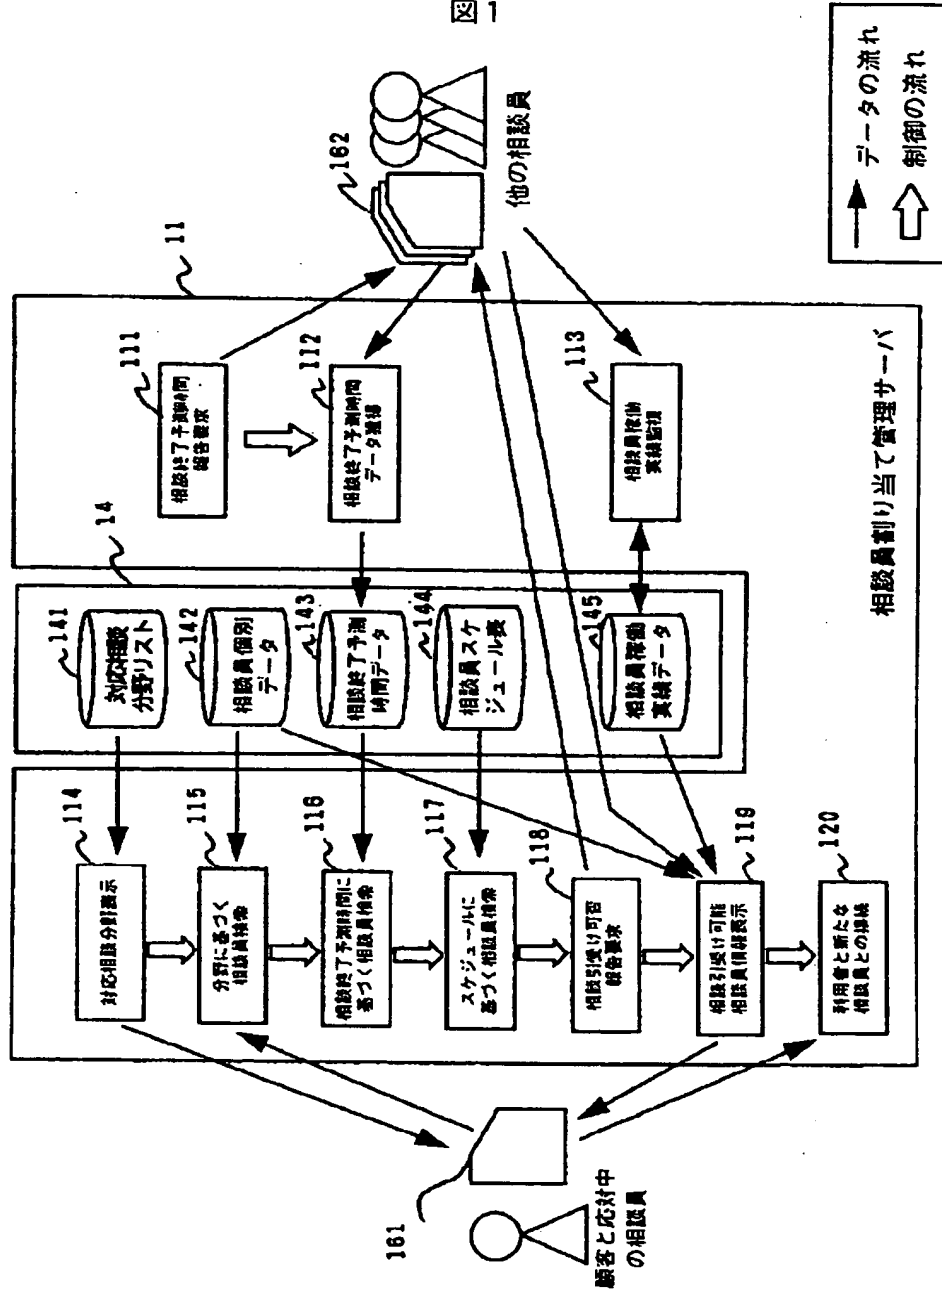 図1
11
111
相談終了予測時間
報告要求
112
相談終了予測時間
データ獲得
113
相談員稼働
実績監視
162
他の相談員
14
141
対応相談
分野リスト
142
相談員個別
データ
143
相談終了予測
時間データ
144
相談員スケ
ジュール表
145
相談員稼働
実績データ
114
対応相談分野表示
115
分野に基づく
相談員検索
116
相談終了予測時間に
基づく相談員検索
117
スケジュールに
基づく相談員検索
118
相談引受け可否
報告要求
119
相談引受け可能
相談員情報表示
120
利用者と新たな
相談員との接続
相談員割り当て管理サーバ
161
顧客と応対中
の相談員
データの流れ
制御の流れ